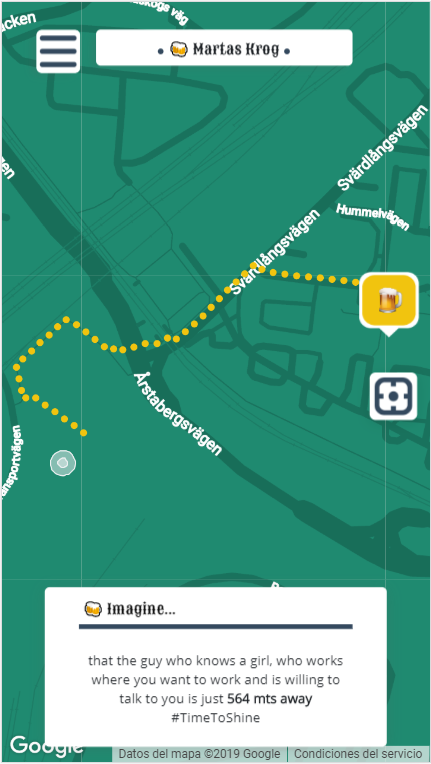 • Martas Krog •
Svärdlångsvägen
Hummelvägen
Svärdlångsvägen
Årstabergsvägen
Imagine...
that the guy who knows a girl, who works
where you want to work and is willing to
talk to you is just 564 mts away
#TimeToShine
Google
Datos del mapa ©2019 Google
Condiciones del servicio